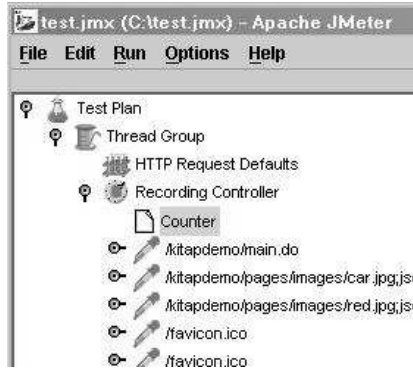 test.jmx (C:\test.jmx) - Apache JMeter
File Edit Run Options Help
Test Plan
Thread Group
HTTP Request Defaults
Recording Controller
Counter
/kitapdemo/main.do
/kitapdemo/pages/images/car.jpg;js
/kitapdemo/pages/images/red.jpg;js
/favicon.ico
/favicon.ico